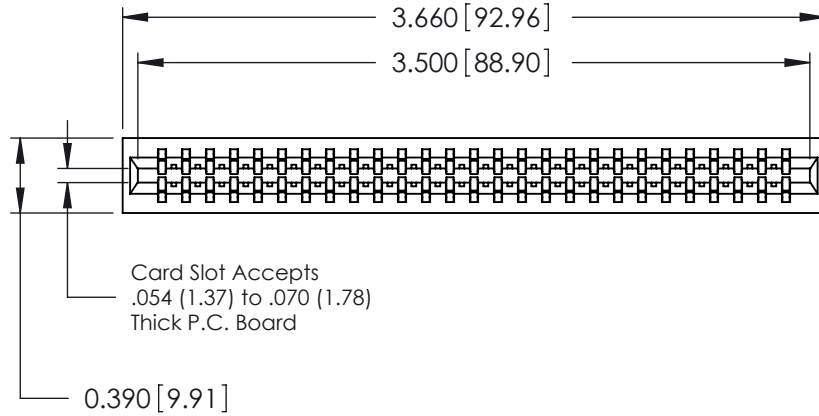 3.660 [92.96]
3.500 [88.90]
Card Slot Accepts
.054 (1.37) to .070 (1.78)
Thick P.C. Board
0.390 [9.91]